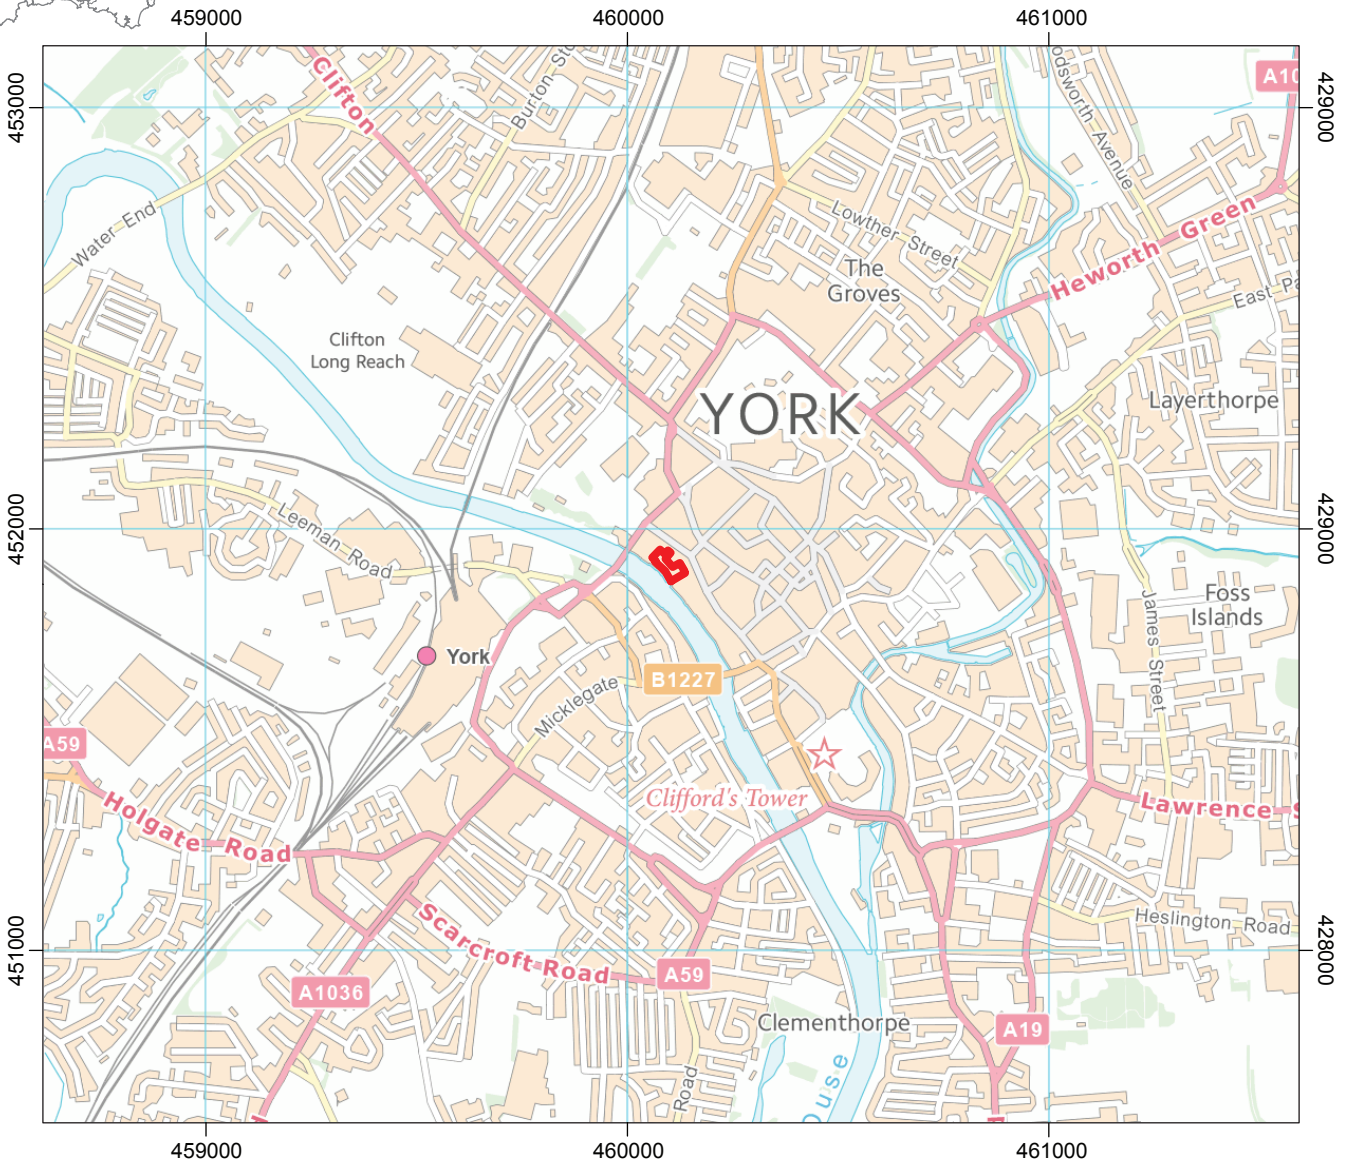 459000
460000
461000
453000
429000
Clifton
Burton Sto
odsworth Avenue
A10
Water End
Lowther Street
Heworth Green
The
Groves
East Pa
Clifton
Long Reach
YORK
Layerthorpe
452000
429000
Leeman Road
Foss
Islands
James Street
York
B1227
Micklegate
A59
Clifford's Tower
Holgate Road
Lawrence S
Scarcroft Road
Heslington Road
451000
428000
A59
A1036
Clementhorpe
A19
Road
Ouse
459000
460000
461000